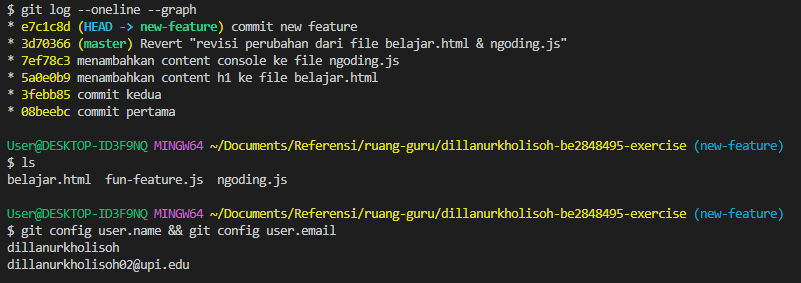 $ git log --oneline --graph
* e7c1c8d (HEAD -> new-feature) commit new feature
* 3d70366 (master) Revert "revisi perubahan dari file belajar.html & ngoding.js"
* 7ef78c3 menambahkan content console ke file ngoding.js
* 5a0e0b9 menambahkan content h1 ke file belajar.html
* 3febb85 commit kedua
* 08beebc commit pertama
User@DESKTOP-ID3F9NQ MINGW64 ~/Documents/Referensi/ruang-guru/dillanurkholisoh-be2848495-exercise (new-feature)
$ ls
belajar.html  fun-feature.js  ngoding.js
User@DESKTOP-ID3F9NQ MINGW64 ~/Documents/Referensi/ruang-guru/dillanurkholisoh-be2848495-exercise (new-feature)
$ git config user.name && git config user.email
dillanurkholisoh
dillanurkholisoh02@upi.edu